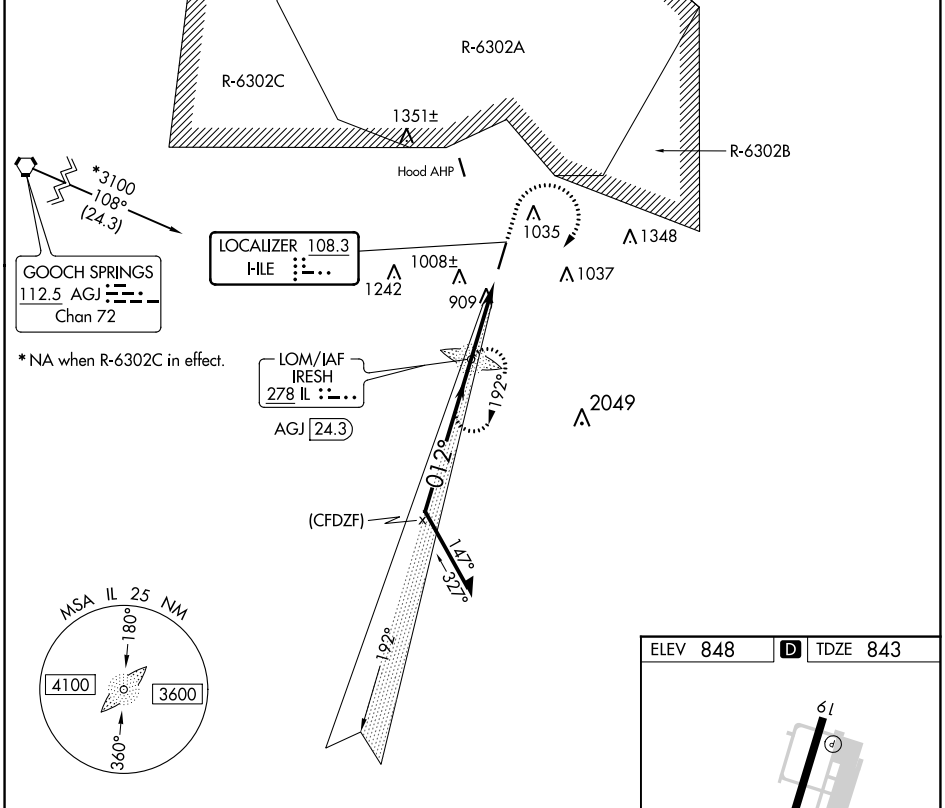 R-6302A
R-6302C
1351±
R-6302B
Hood AHP
*3100
108°
(24.3)
1035
1348
LOCALIZER 108.3
I-ILE
1008±
1242
1037
909
GOOCH SPRINGS
112.5 AGJ
Chan 72
* NA when R-6302C in effect.
LOM/IAF
IRESH
278 IL
AGJ 24.3
192°
2049
012°
(CFDZF)
147°
327°
192°
MSA IL 25 NM
180°
4100
3600
360°
ELEV 848
D
TDZE 843
19
P